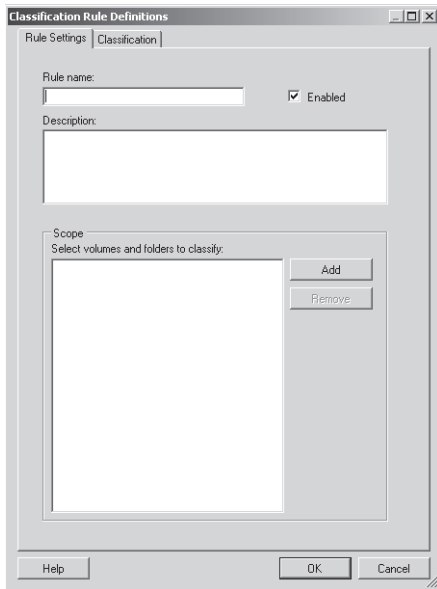 Classification Rule Definitions
Rule Settings Classification
Rule name:
Enabled
Description:
Scope
Select volumes and folders to classify:
Add
Remove
Help OK Cancel